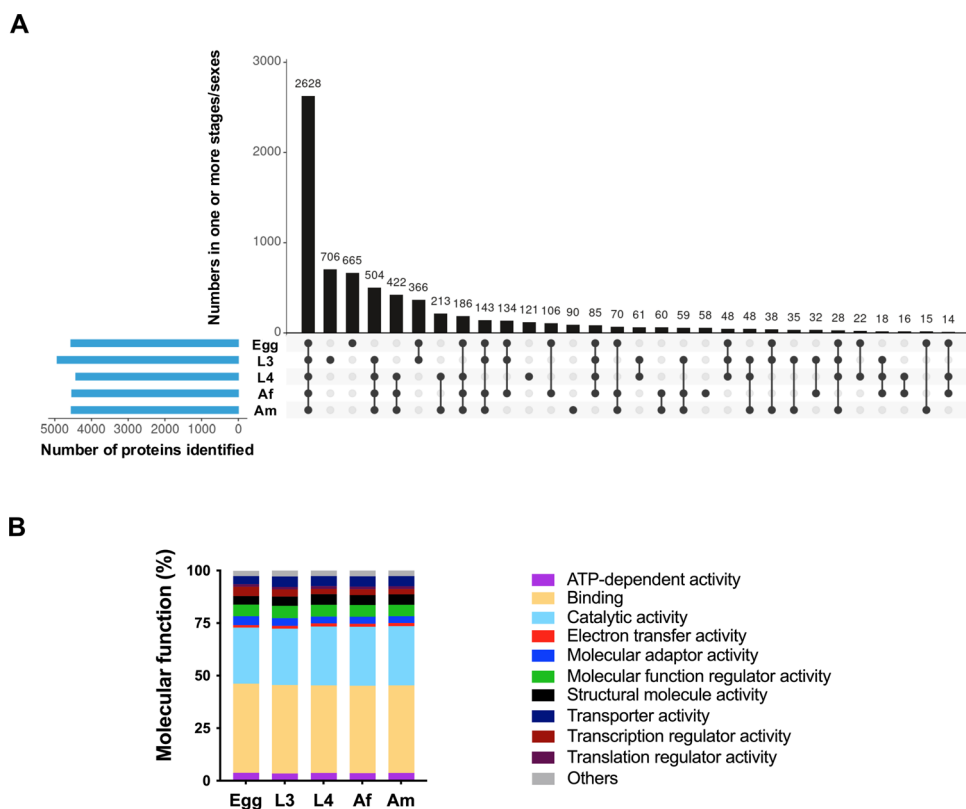 A
Numbers in one or more stages/sexes
3000
2000
1000
0
2628 706 665 504 422 366 213 186 143 134 121 106 90 85 70 61 60 59 58 48 48 38 35 32 28 22 18 16 15 14
Egg
L3
L4
Af
Am
5000 4000 3000 2000 1000 0
Number of proteins identified
B
Molecular function (%)
100
75
50
25
0
Egg L3 L4 Af Am
ATP-dependent activity
Binding
Catalytic activity
Electron transfer activity
Molecular adaptor activity
Molecular function regulator activity
Structural molecule activity
Transporter activity
Transcription regulator activity
Translation regulator activity
Others